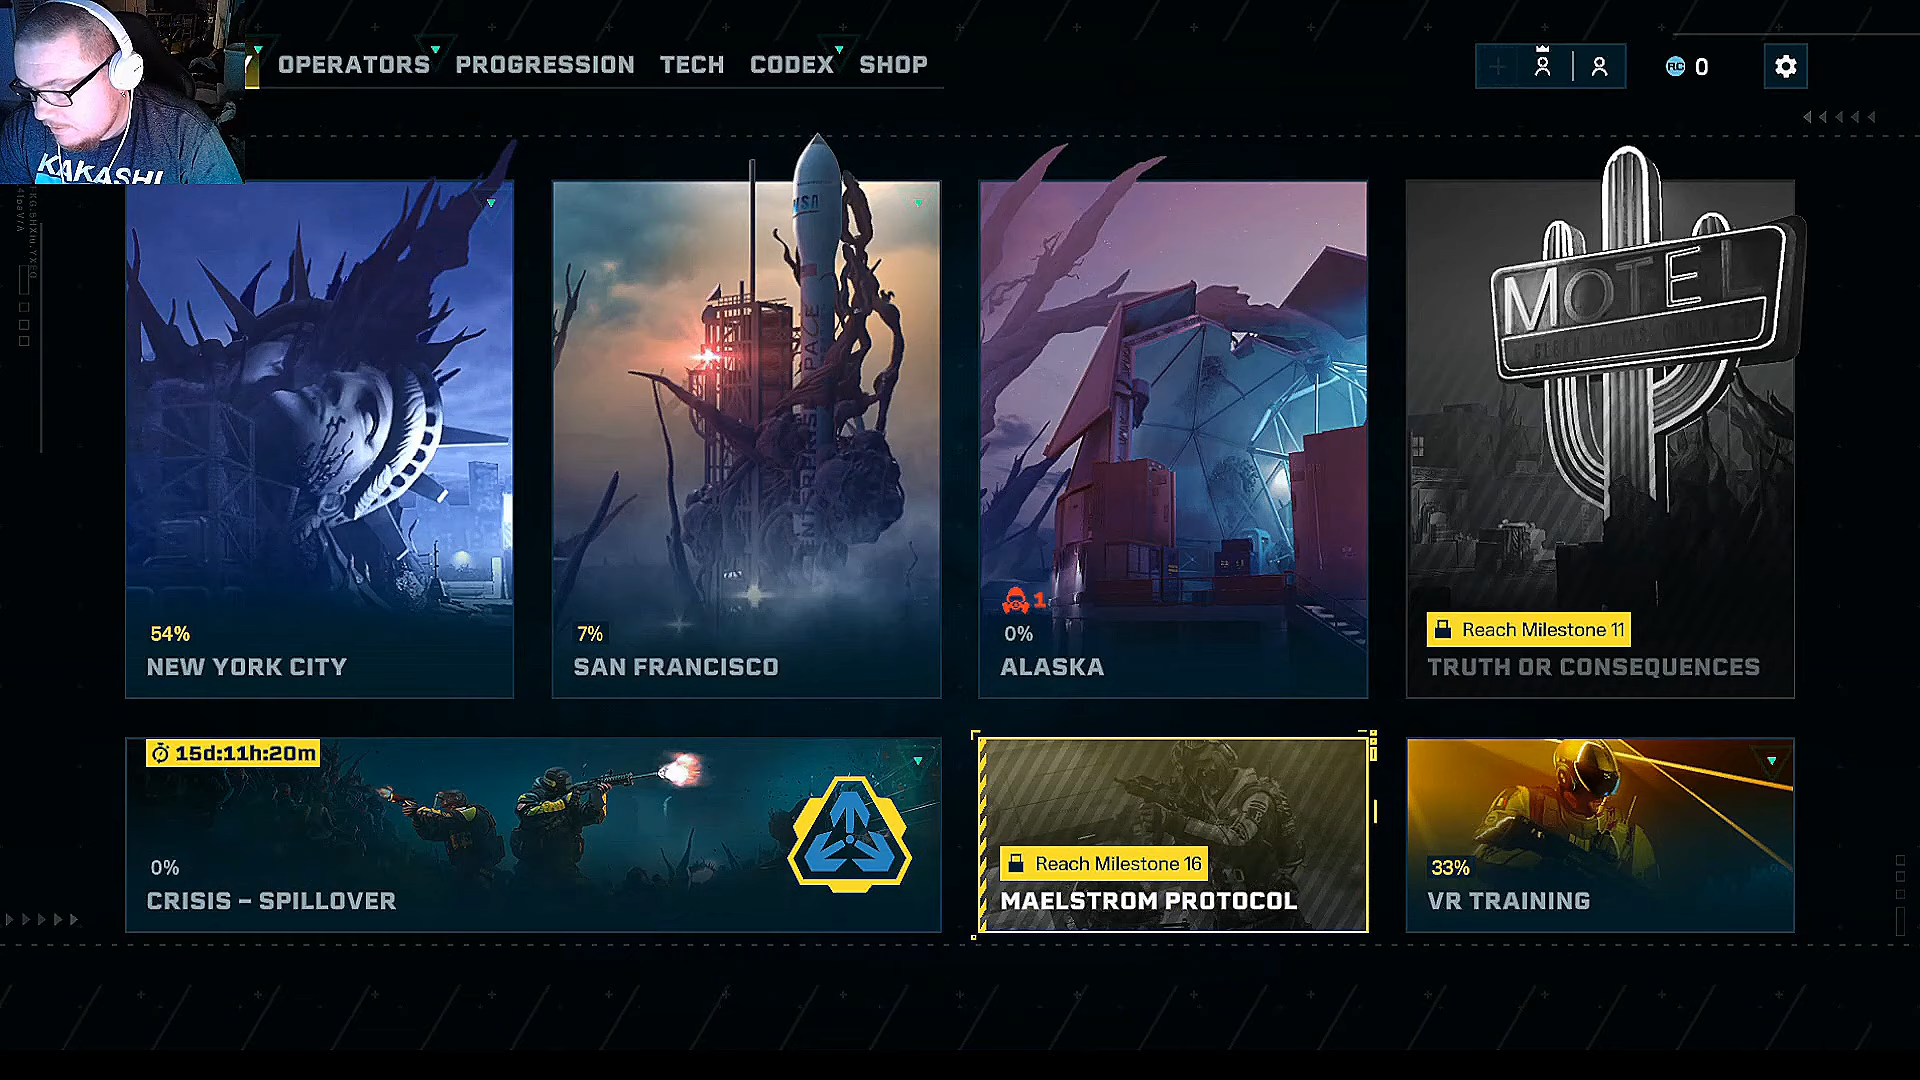 OPERATORS PROGRESSION TECH CODEX SHOP
RC 0
KAKASHI
MOTEL
54%
NEW YORK CITY
7%
SAN FRANCISCO
1
0%
ALASKA
Reach Milestone 11
TRUTH OR CONSEQUENCES
15d:11h:20m
0%
CRISIS – SPILLOVER
Reach Milestone 16
MAELSTROM PROTOCOL
33%
VR TRAINING